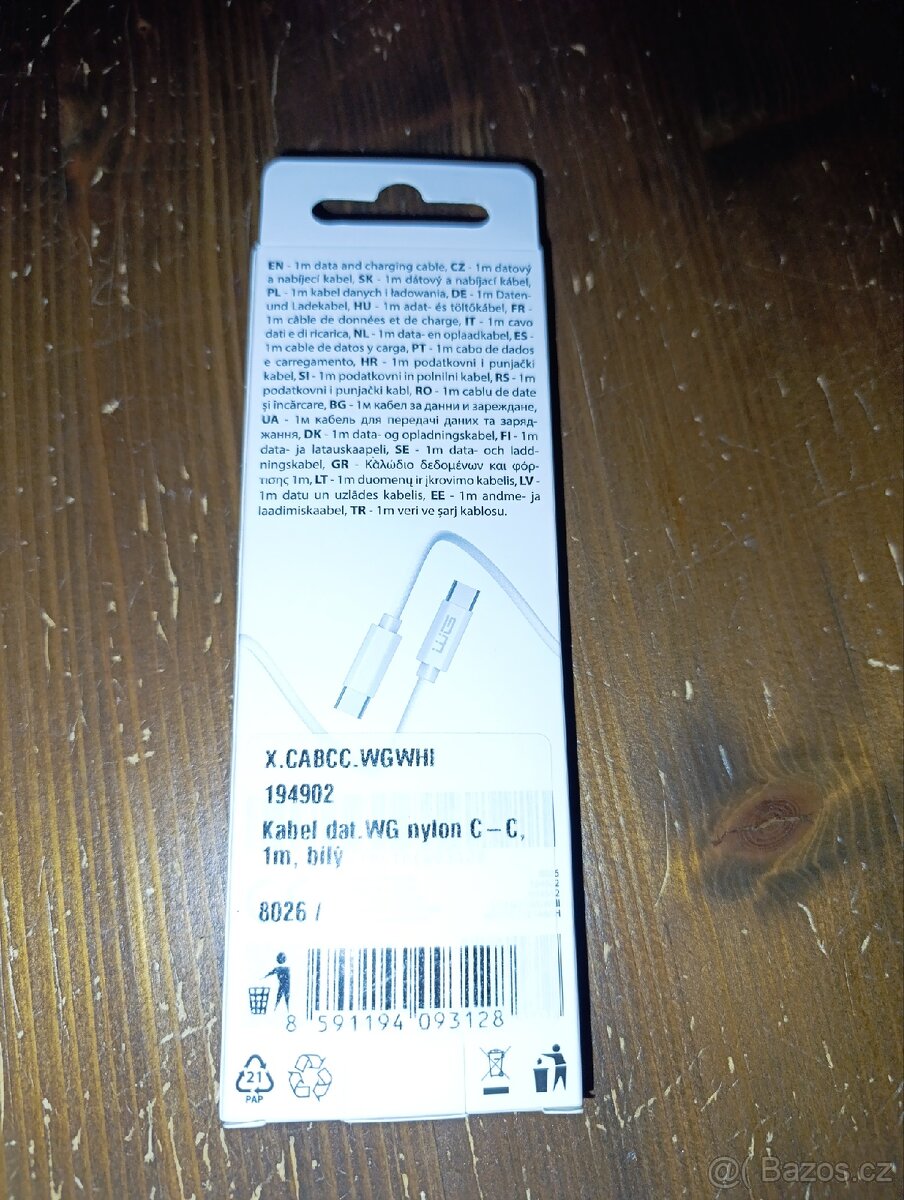 EN - 1m data and charging cable, CZ - 1m datový
a nabíjecí kabel, SK - 1m dátový a nabíjací kábel,
PL - 1m kabel danych i ładowania, DE - 1m Daten-
und Ladekabel, HU - 1m adat- és töltőkábel, FR -
1m câble de données et de charge, IT - 1m cavo
dati e di ricarica, NL - 1m data- en oplaadkabel, ES -
1m cable de datos y carga, PT - 1m cabo de dados
e carregamento, HR - 1m podatkovni i punjački
kabel, SI - 1m podatkovni in polnilni kabel, RS - 1m
podatkovni i punjački kabl, RO - 1m cablu de date
și încărcare, BG - 1м кабел за данни и зареждане,
UA - 1м кабель для передачі даних та заряд-
жання, DK - 1m data- og opladningskabel, FI - 1m
data- ja latauskaapeli, SE - 1m data- och ladd-
ningskabel, GR - Καλώδιο δεδομένων και φόρ-
τισης 1m, LT - 1m duomenų ir įkrovimo kabelis, LV -
1m datu un uzlādes kabelis, EE - 1m andme- ja
laadimiskaabel, TR - 1m veri ve şarj kablosu.
WG
X.CABCC.WGWHI
194902
Kabel dat.WG nylon C-C,
1m, bílý
8026 /
8 591194 093128
21
PAP
@( Bazos.cz